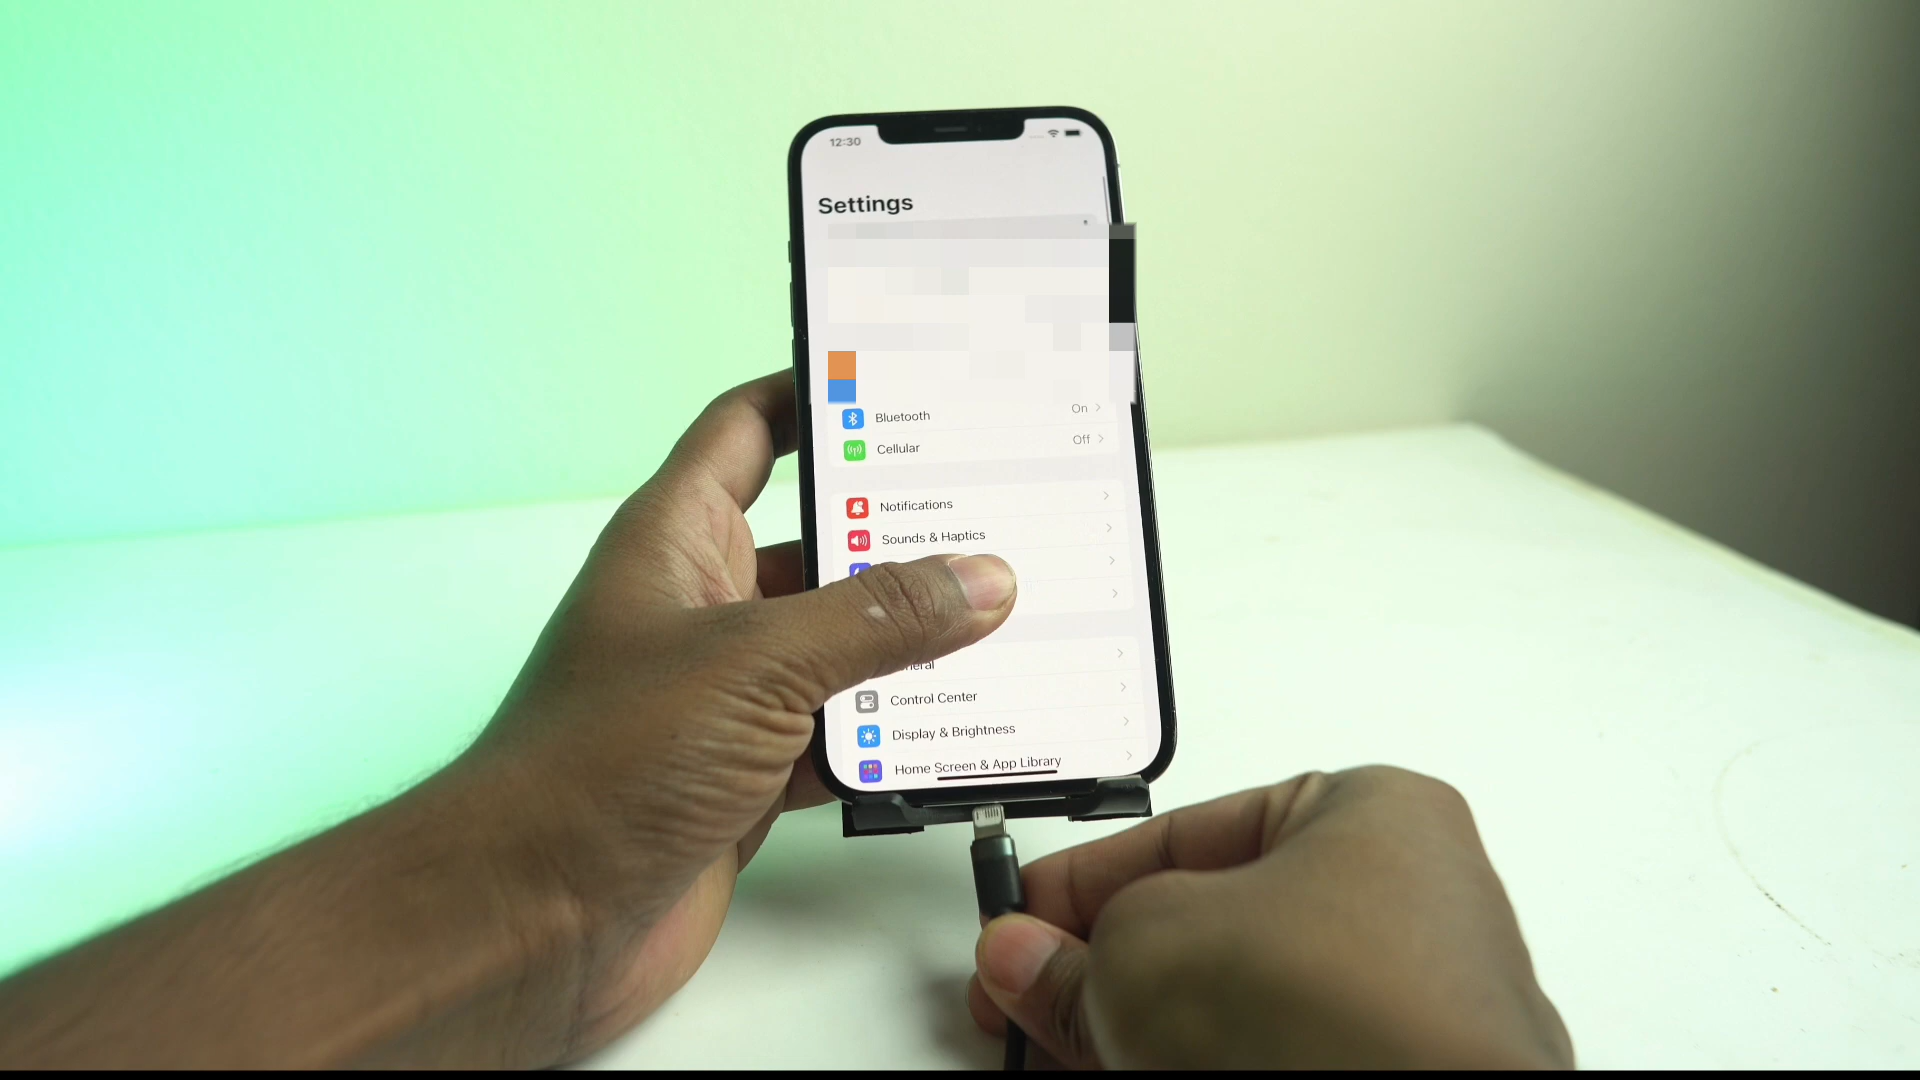 12:30
Settings
Bluetooth On
Cellular Off
Notifications
Sounds & Haptics
Control Center
Display & Brightness
Home Screen & App Library